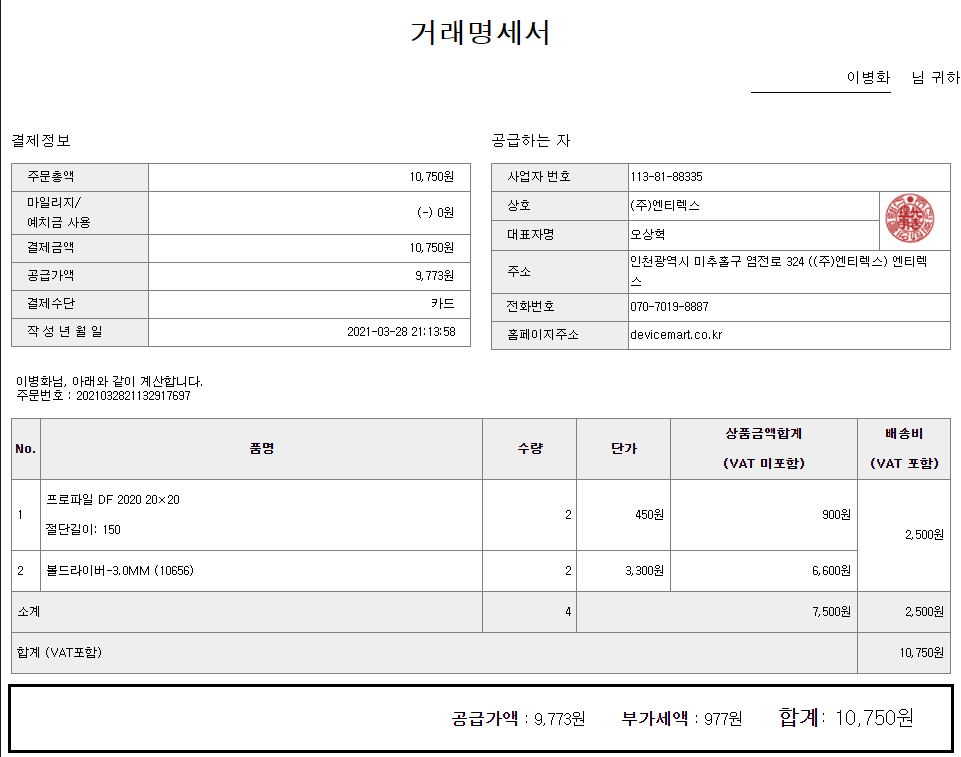 거래명세서
이병화 님 귀하
결제정보
주문총액 10,750원
마일리지/
예치금 사용 (-) 0원
결제금액 10,750원
공급가액 9,773원
결제수단 카드
작 성 년 월 일 2021-03-28 21:13:58
공급하는 자
사업자 번호 113-81-88335
상호 (주)엔티렉스
대표자명 오상혁
주소 인천광역시 미추홀구 염전로 324 ((주)엔티렉스) 엔티렉
스
전화번호 070-7019-8887
홈페이지주소 devicemart.co.kr
이병화님, 아래와 같이 계산합니다.
주문번호 : 2021032821132917697
No. 품명 수량 단가 상품금액합계 배송비
(VAT 미포함) (VAT 포함)
1 프로파일 DF 2020 20×20
절단길이: 150
2 450원 900원 2,500원
2 볼드라이버-3.0MM (10656) 2 3,300원 6,600원
소계 4 7,500원 2,500원
합계 (VAT포함) 10,750원
공급가액 : 9,773원 부가세액 : 977원 합계: 10,750원